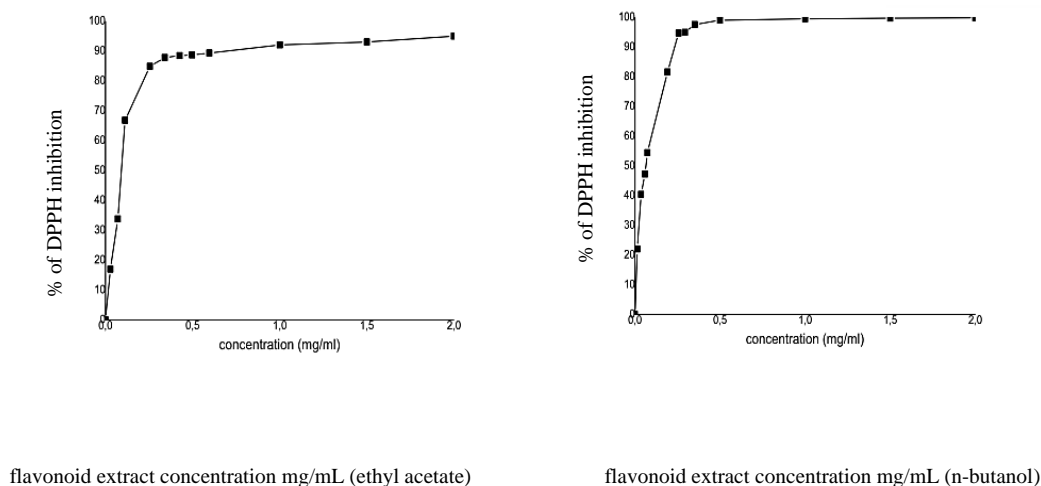 % of DPPH inhibition
100
90
80
70
60
50
40
30
20
10
0
0,0 0,5 1,0 1,5 2,0
concentration (mg/ml)
flavonoid extract concentration mg/mL (ethyl acetate)
% of DPPH inhibition
100
90
80
70
60
50
40
30
20
10
0
0,0 0,5 1,0 1,5 2,0
concentration (mg/ml)
flavonoid extract concentration mg/mL (n-butanol)